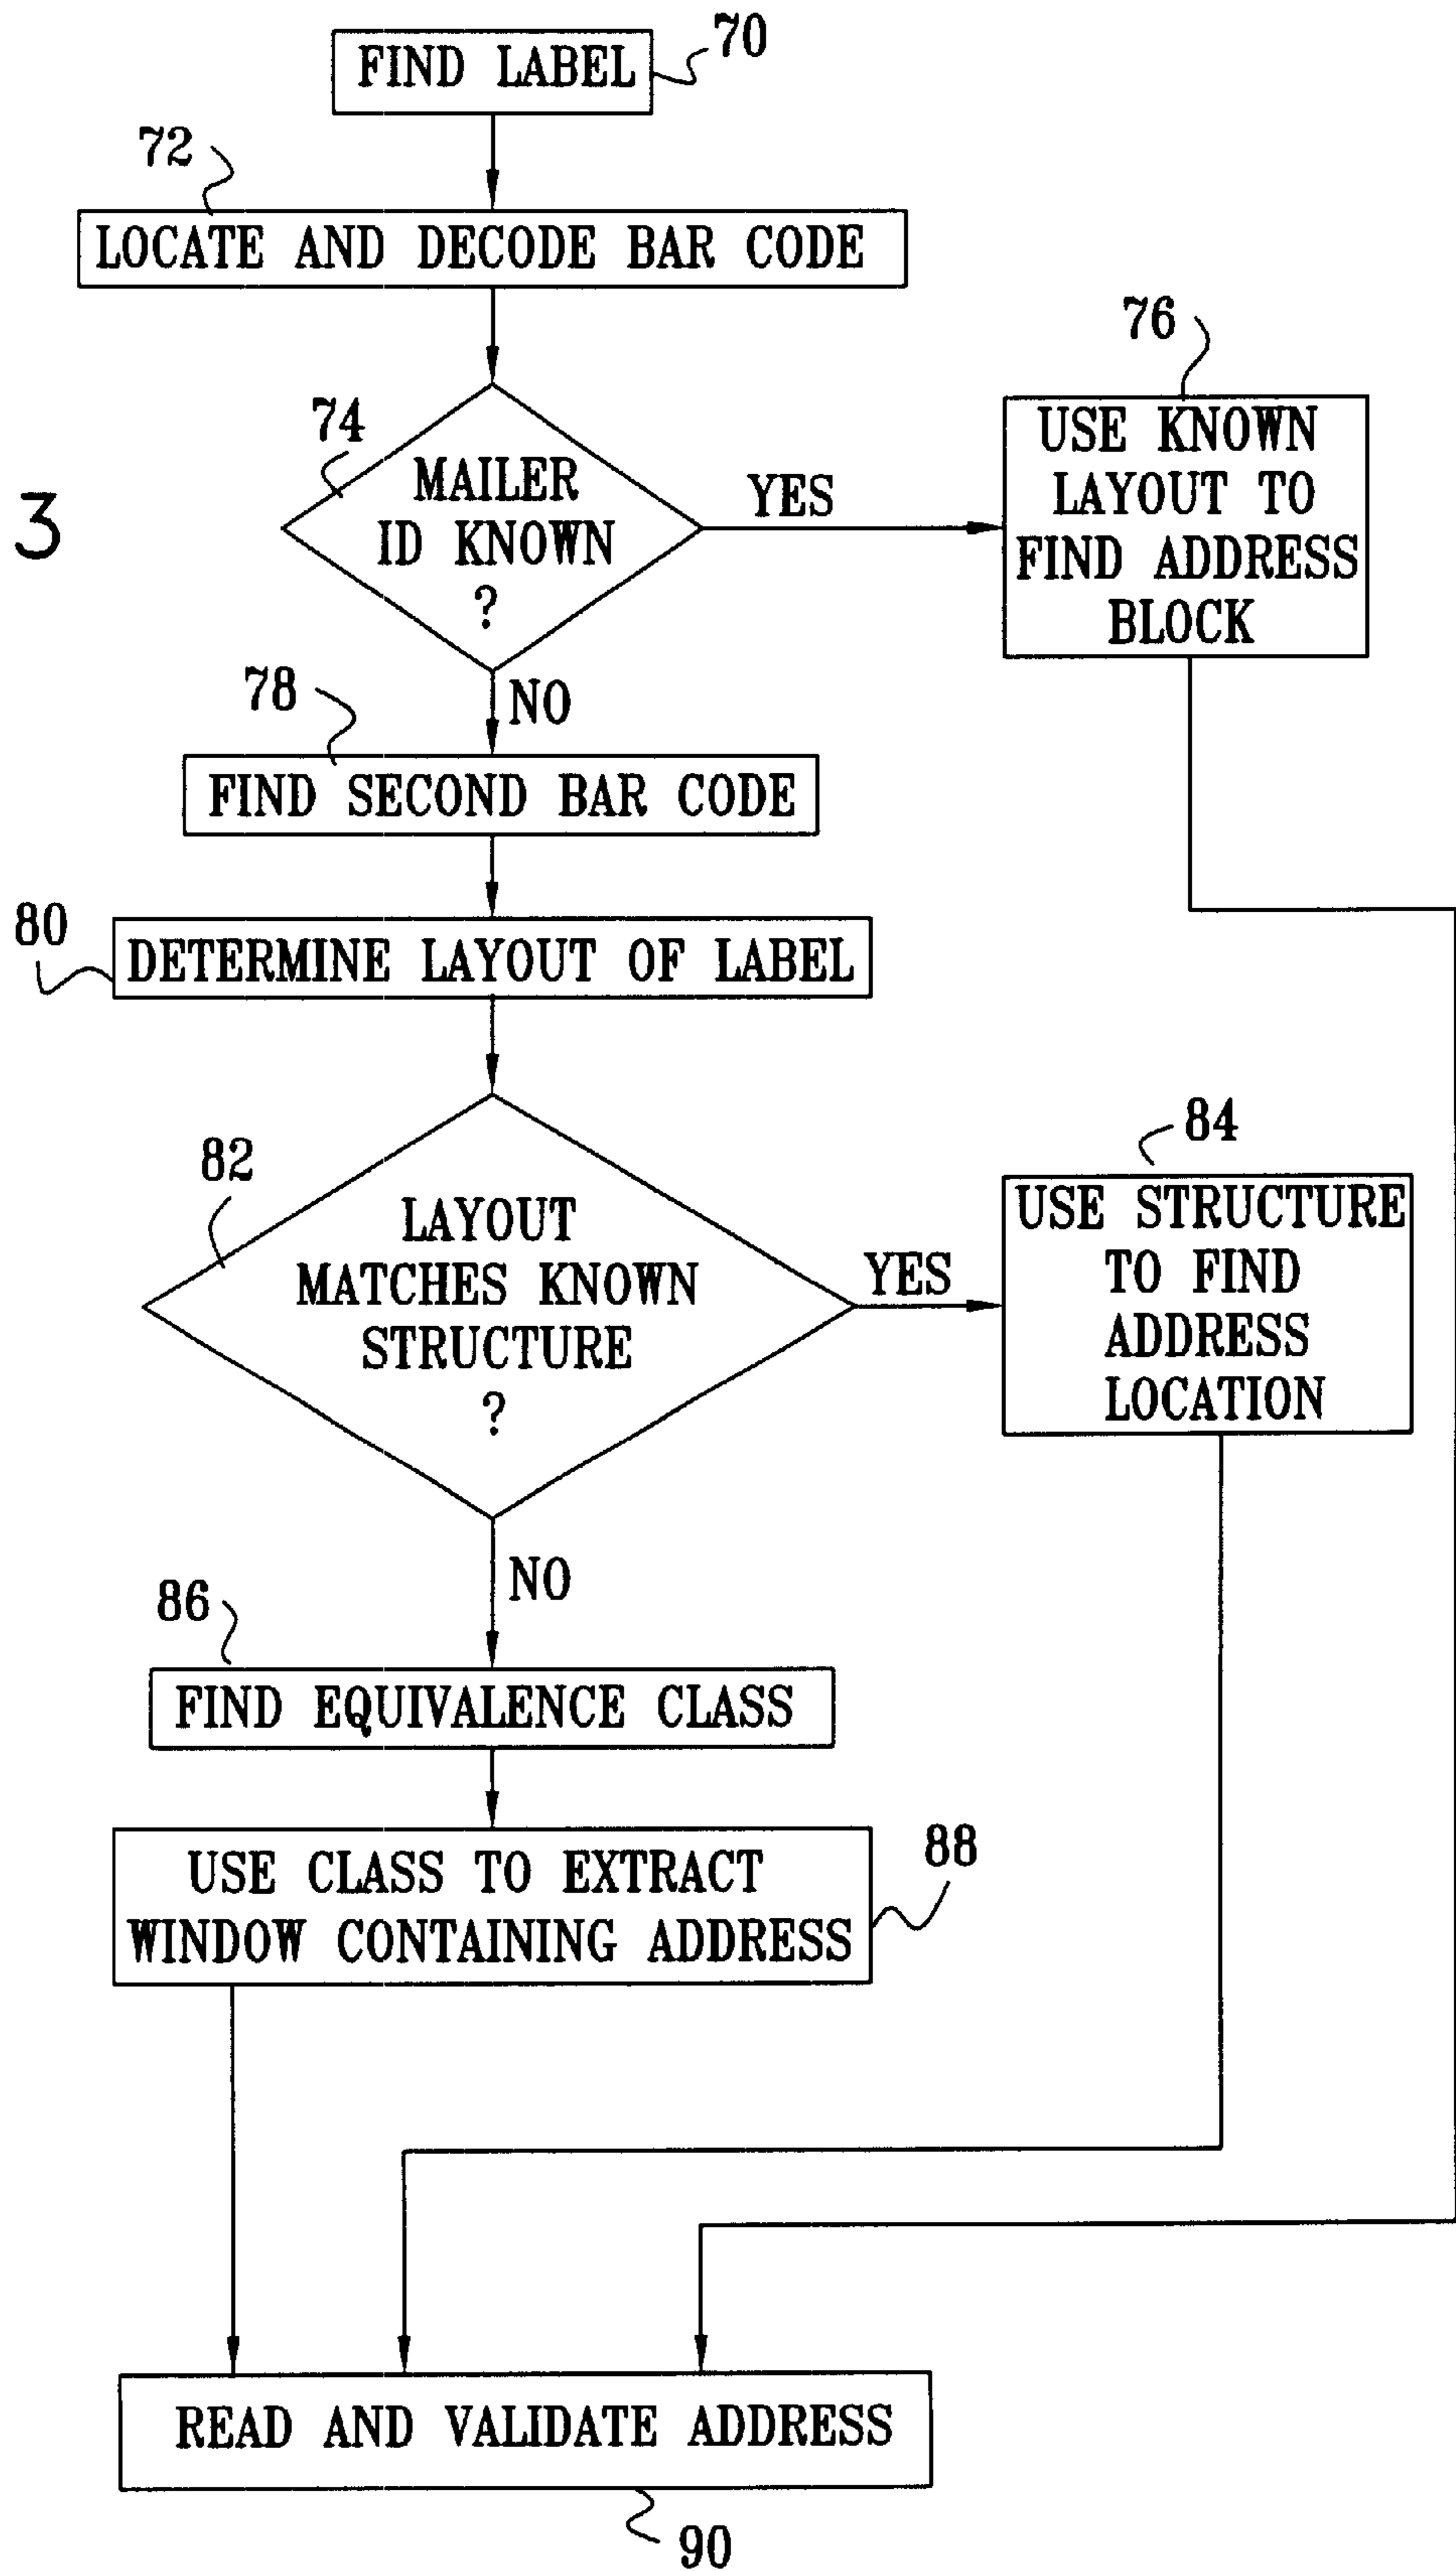 FIND LABEL
70
72
LOCATE AND DECODE BAR CODE
76
74
MAILER
ID KNOWN
?
YES
USE KNOWN
LAYOUT TO
FIND ADDRESS
BLOCK
3
NO
78
FIND SECOND BAR CODE
80
DETERMINE LAYOUT OF LABEL
82
LAYOUT
MATCHES KNOWN
STRUCTURE
?
YES
84
USE STRUCTURE
TO FIND
ADDRESS
LOCATION
NO
86
FIND EQUIVALENCE CLASS
88
USE CLASS TO EXTRACT
WINDOW CONTAINING ADDRESS
READ AND VALIDATE ADDRESS
90